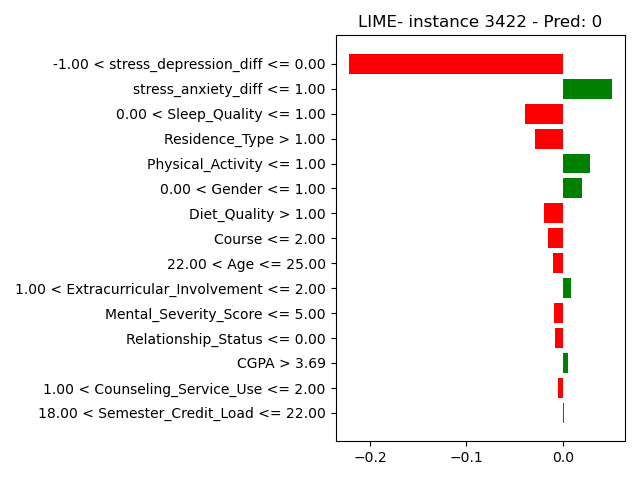 LIME- instance 3422 - Pred: 0
-1.00 < stress_depression_diff <= 0.00
stress_anxiety_diff <= 1.00
0.00 < Sleep_Quality <= 1.00
Residence_Type > 1.00
Physical_Activity <= 1.00
0.00 < Gender <= 1.00
Diet_Quality > 1.00
Course <= 2.00
22.00 < Age <= 25.00
1.00 < Extracurricular_Involvement <= 2.00
Mental_Severity_Score <= 5.00
Relationship_Status <= 0.00
CGPA > 3.69
1.00 < Counseling_Service_Use <= 2.00
18.00 < Semester_Credit_Load <= 22.00
−0.2 −0.1 0.0